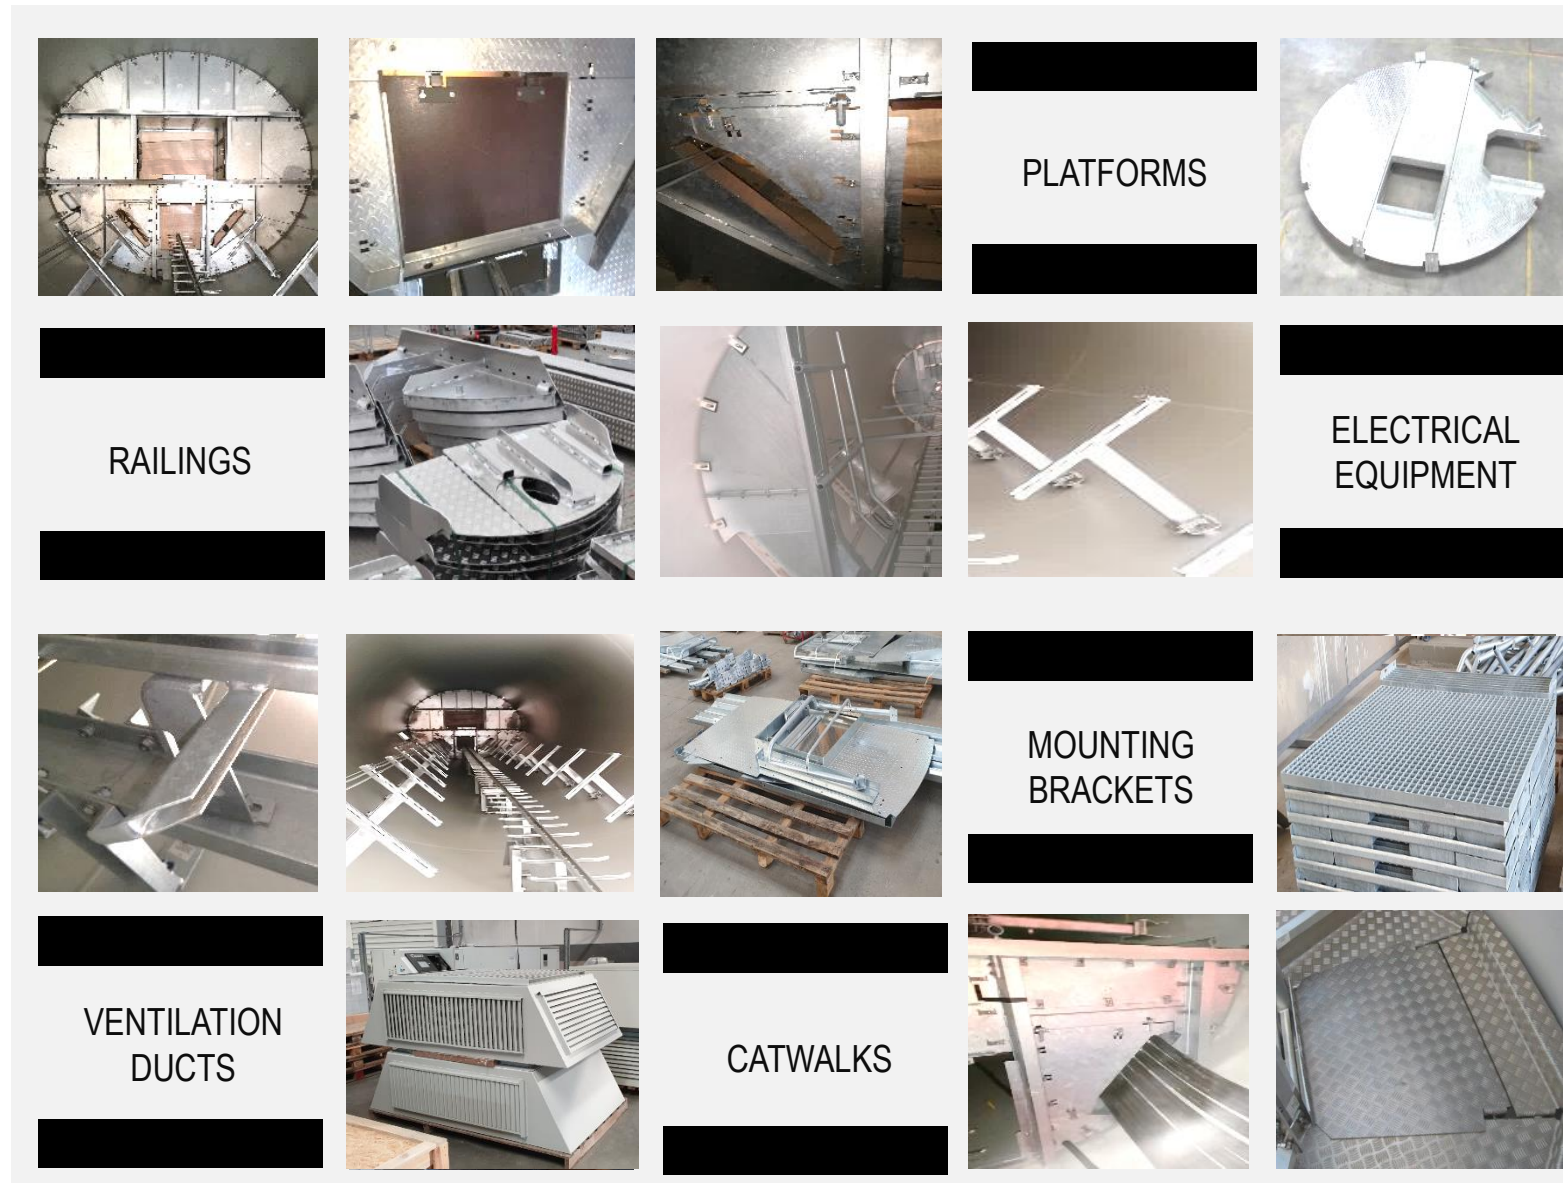 PLATFORMS
RAILINGS
ELECTRICAL
EQUIPMENT
MOUNTING
BRACKETS
VENTILATION
DUCTS
CATWALKS